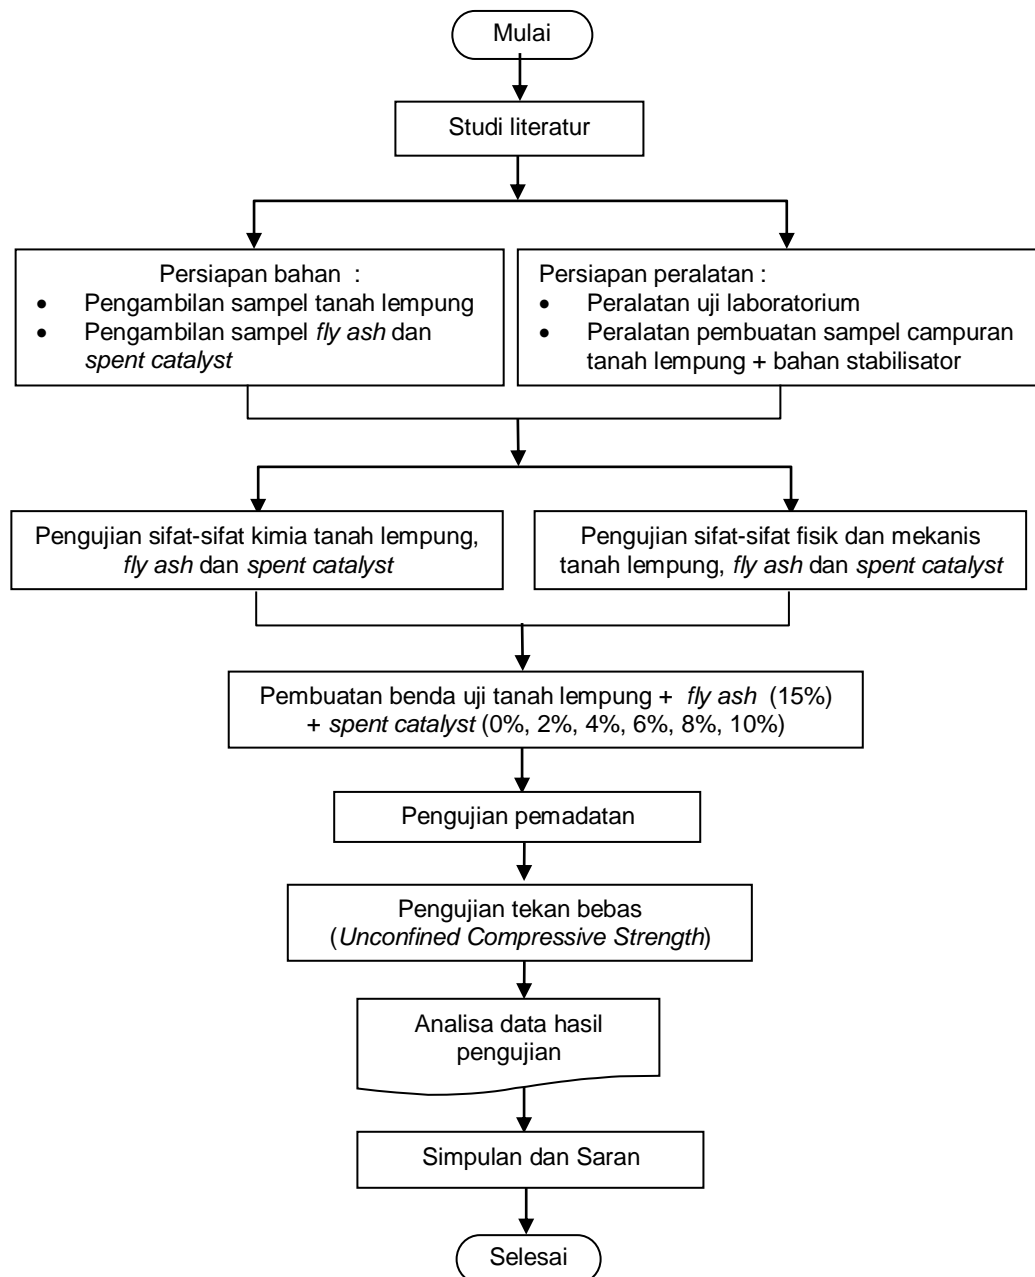 Mulai
Studi literatur
Persiapan bahan :
• Pengambilan sampel tanah lempung
• Pengambilan sampel fly ash dan
spent catalyst
Persiapan peralatan :
• Peralatan uji laboratorium
• Peralatan pembuatan sampel campuran
tanah lempung + bahan stabilisator
Pengujian sifat-sifat kimia tanah lempung,
fly ash dan spent catalyst
Pengujian sifat-sifat fisik dan mekanis
tanah lempung, fly ash dan spent catalyst
Pembuatan benda uji tanah lempung + fly ash (15%)
+ spent catalyst (0%, 2%, 4%, 6%, 8%, 10%)
Pengujian pemadatan
Pengujian tekan bebas
(Unconfined Compressive Strength)
Analisa data hasil
pengujian
Simpulan dan Saran
Selesai